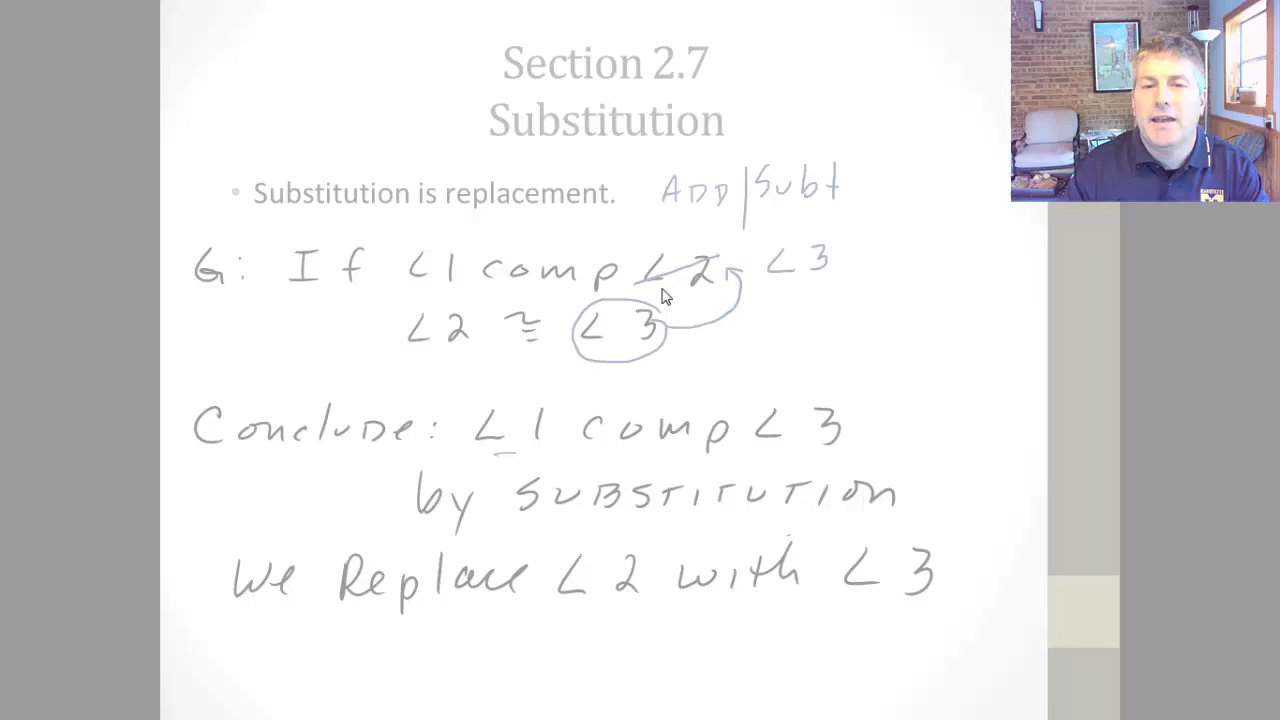 Section 2.7
Substitution
• Substitution is replacement. ADD | Subt
G: If ∠1 comp ∠2 ∠3
∠2 ≅ ∠3
Conclude: ∠1 comp ∠3
by SUBSTITUTION
We Replace ∠2 with ∠3